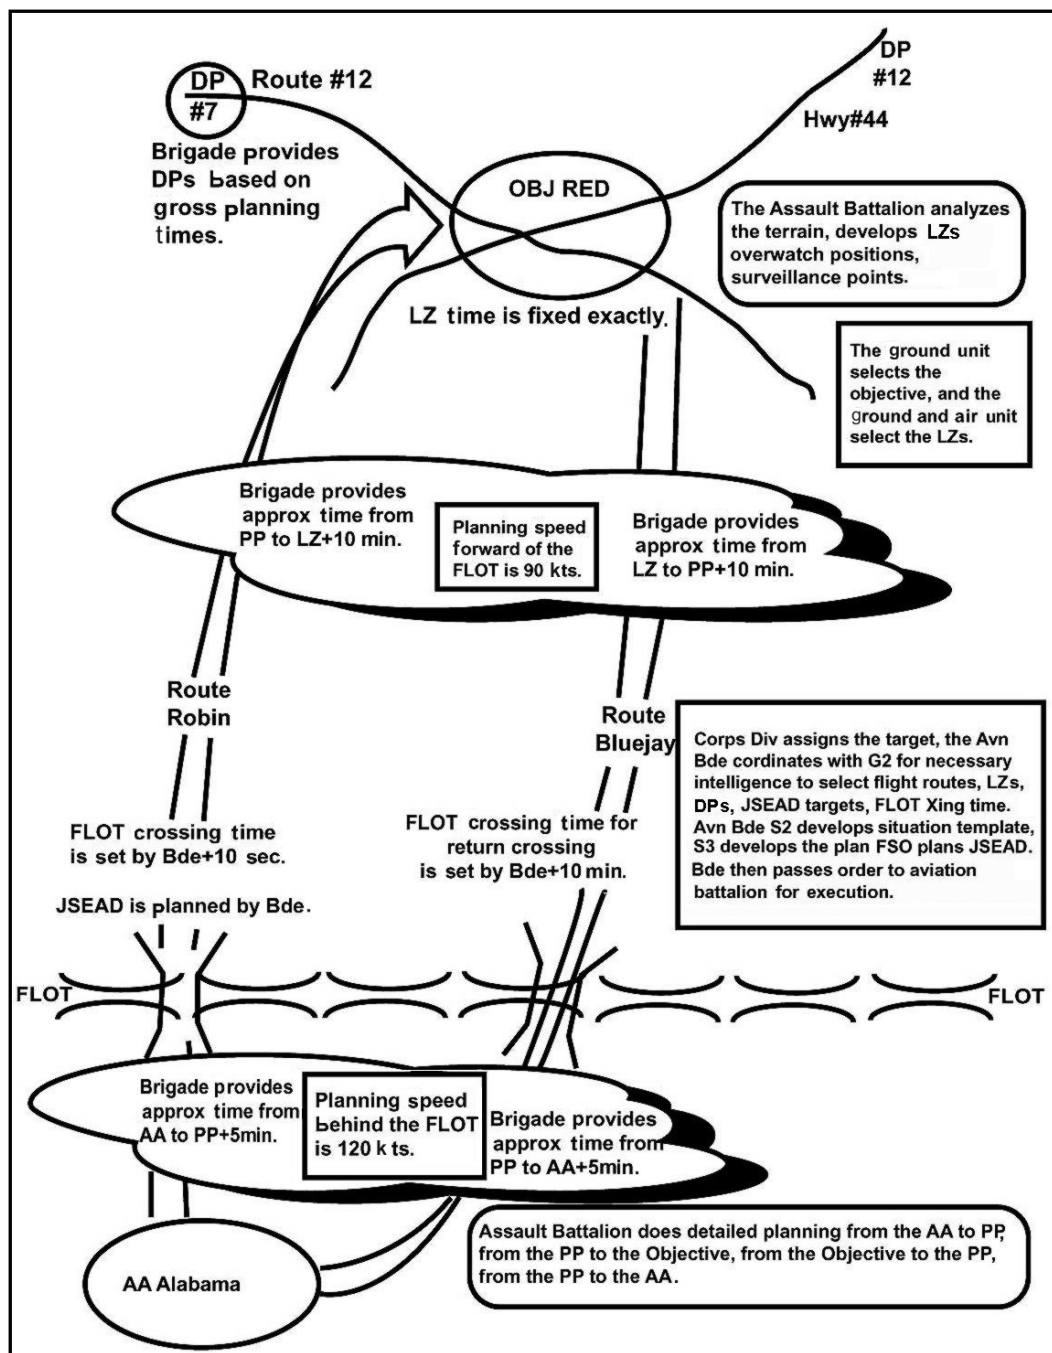 DP
#7
Route #12
DP
#12
Hwy#44
Brigade provides
DPs based on
gross planning
times.
OBJ RED
The Assault Battalion analyzes
the terrain, develops LZs
overwatch positions,
surveillance points.
LZ time is fixed exactly.
The ground unit
selects the
objective, and the
ground and air unit
select the LZs.
Brigade provides
approx time from
PP to LZ+10 min.
Planning speed
forward of the
FLOT is 90 kts.
Brigade provides
approx time from
LZ to PP+10 min.
Route
Robin
Route
Bluejay
Corps Div assigns the target, the Avn
Bde cordinates with G2 for necessary
intelligence to select flight routes, LZs,
DPs, JSEAD targets, FLOT Xing time.
Avn Bde S2 develops situation template,
S3 develops the plan FSO plans JSEAD.
Bde then passes order to aviation
battalion for execution.
FLOT crossing time
is set by Bde+10 sec.
FLOT crossing time for
return crossing
is set by Bde+10 min.
JSEAD is planned by Bde.
FLOT
FLOT
Brigade provides
approx time from
AA to PP+5min.
Planning speed
behind the FLOT
is 120 kts.
Brigade provides
approx time from
PP to AA+5min.
Assault Battalion does detailed planning from the AA to PP,
from the PP to the Objective, from the Objective to the PP,
from the PP to the AA.
AA Alabama